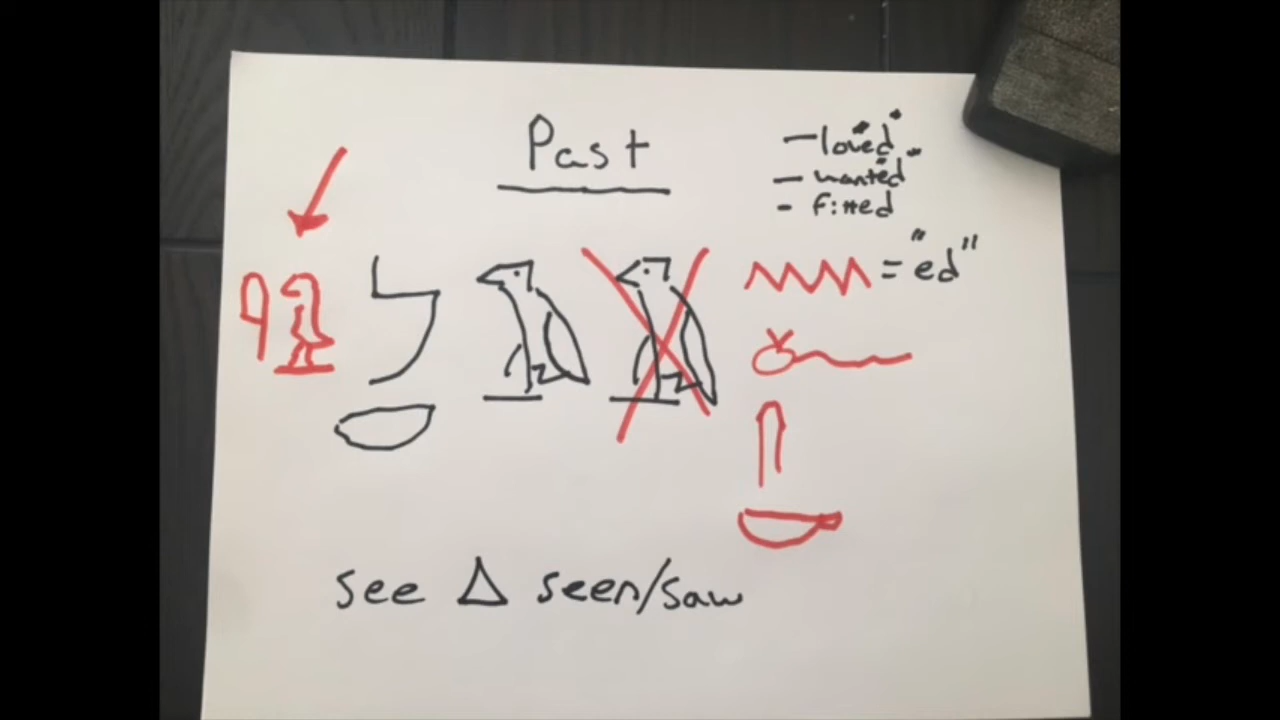 Past
- loved"
- wanted"
- fitted
= "ed"
see Δ seen/saw